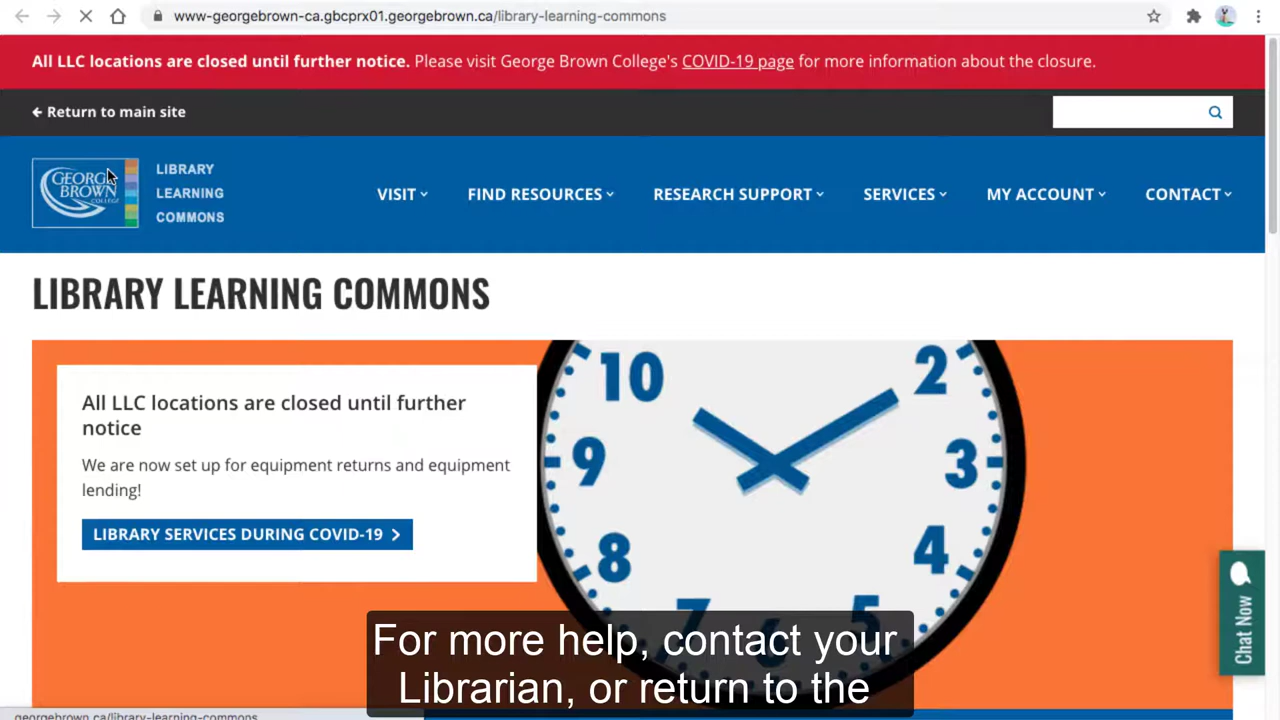 www-georgebrown-ca.gbcprx01.georgebrown.ca/library-learning-commons
All LLC locations are closed until further notice. Please visit George Brown College's COVID-19 page for more information about the closure.
Return to main site
GEORGE BROWN COLLEGE
LIBRARY
LEARNING
COMMONS
VISIT
FIND RESOURCES
RESEARCH SUPPORT
SERVICES
MY ACCOUNT
CONTACT
LIBRARY LEARNING COMMONS
All LLC locations are closed until further
notice
We are now set up for equipment returns and equipment
lending!
LIBRARY SERVICES DURING COVID-19
10
2
9
3
8
4
7
6
5
Chat Now
For more help, contact your
Librarian, or return to the
georgebrown.ca/library-learning-commons